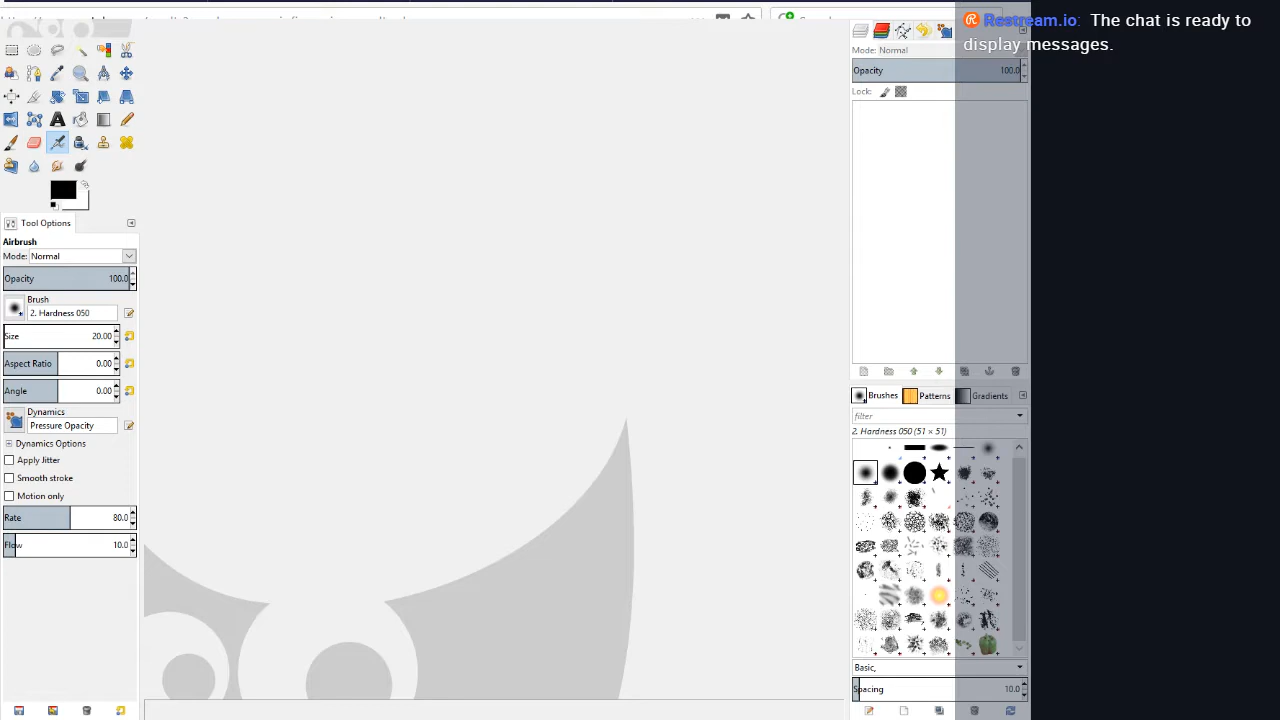 Restream.io: The chat is ready to
display messages.
Mode: Normal
Opacity 100.0
Lock:
Tool Options
Airbrush
Mode: Normal
Opacity 100.0
Brush
2. Hardness 050
Size 20.00
Aspect Ratio 0.00
Angle 0.00
Dynamics
Pressure Opacity
Dynamics Options
Apply Jitter
Smooth stroke
Motion only
Rate 80.0
Flow 10.0
Brushes Patterns Gradients
filter
2. Hardness 050 (51 × 51)
Basic,
Spacing 10.0